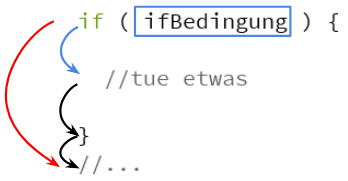 if ( ifBedingung ) {
//tue etwas
}
//...